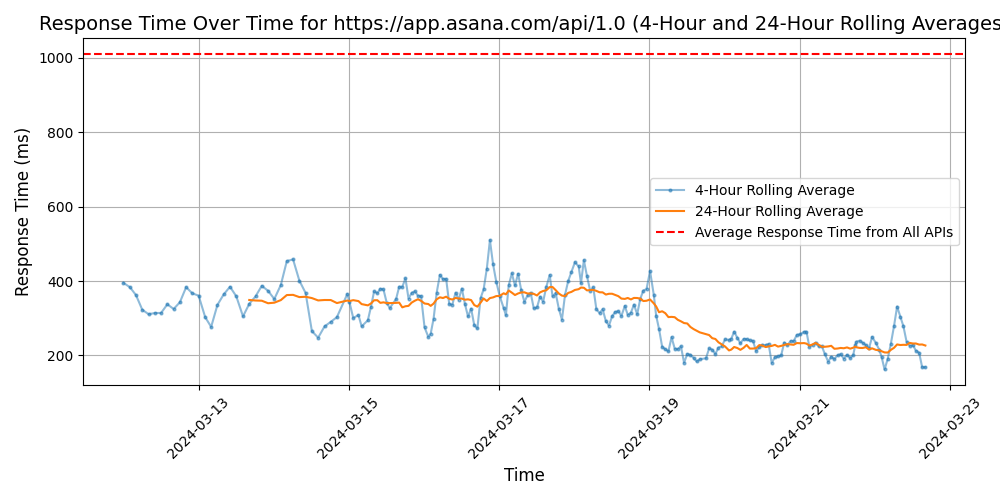 Response Time Over Time for https://app.asana.com/api/1.0 (4-Hour and 24-Hour Rolling Averages
1000
800
600
400
200
Response Time (ms)
4-Hour Rolling Average
24-Hour Rolling Average
Average Response Time from All APIs
2024-03-13
2024-03-15
2024-03-17
2024-03-19
2024-03-21
2024-03-23
Time